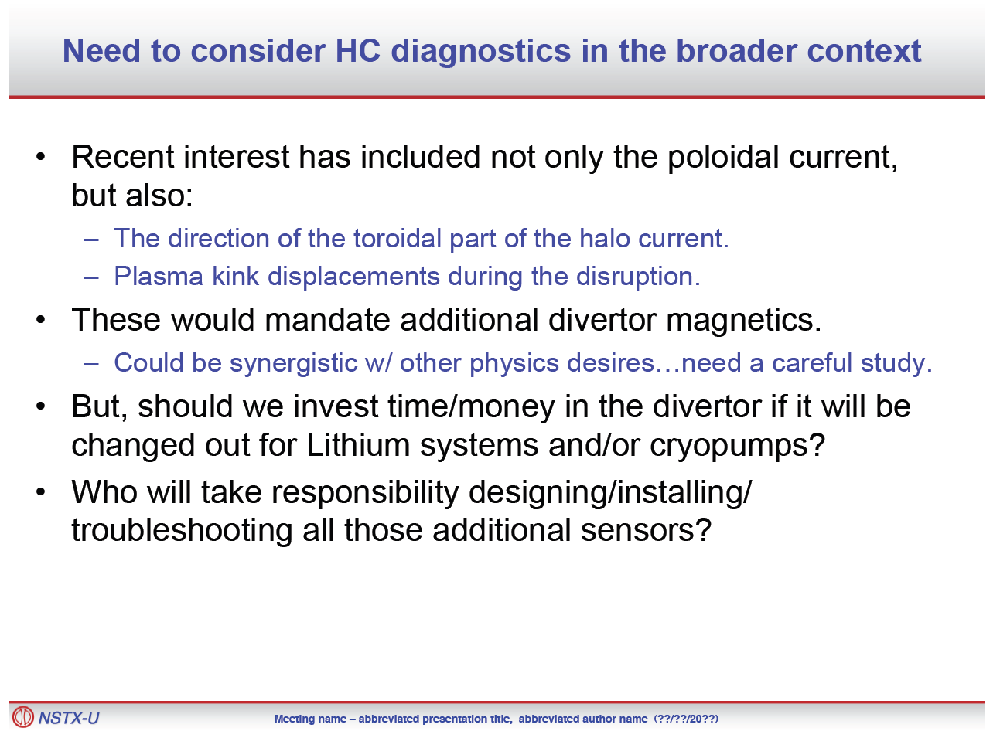 Need to consider HC diagnostics in the broader context
• Recent interest has included not only the poloidal current,
but also:
– The direction of the toroidal part of the halo current.
– Plasma kink displacements during the disruption.
• These would mandate additional divertor magnetics.
– Could be synergistic w/ other physics desires…need a careful study.
• But, should we invest time/money in the divertor if it will be
changed out for Lithium systems and/or cryopumps?
• Who will take responsibility designing/installing/
troubleshooting all those additional sensors?
NSTX-U
Meeting name – abbreviated presentation title, abbreviated author name (??/??/20??)